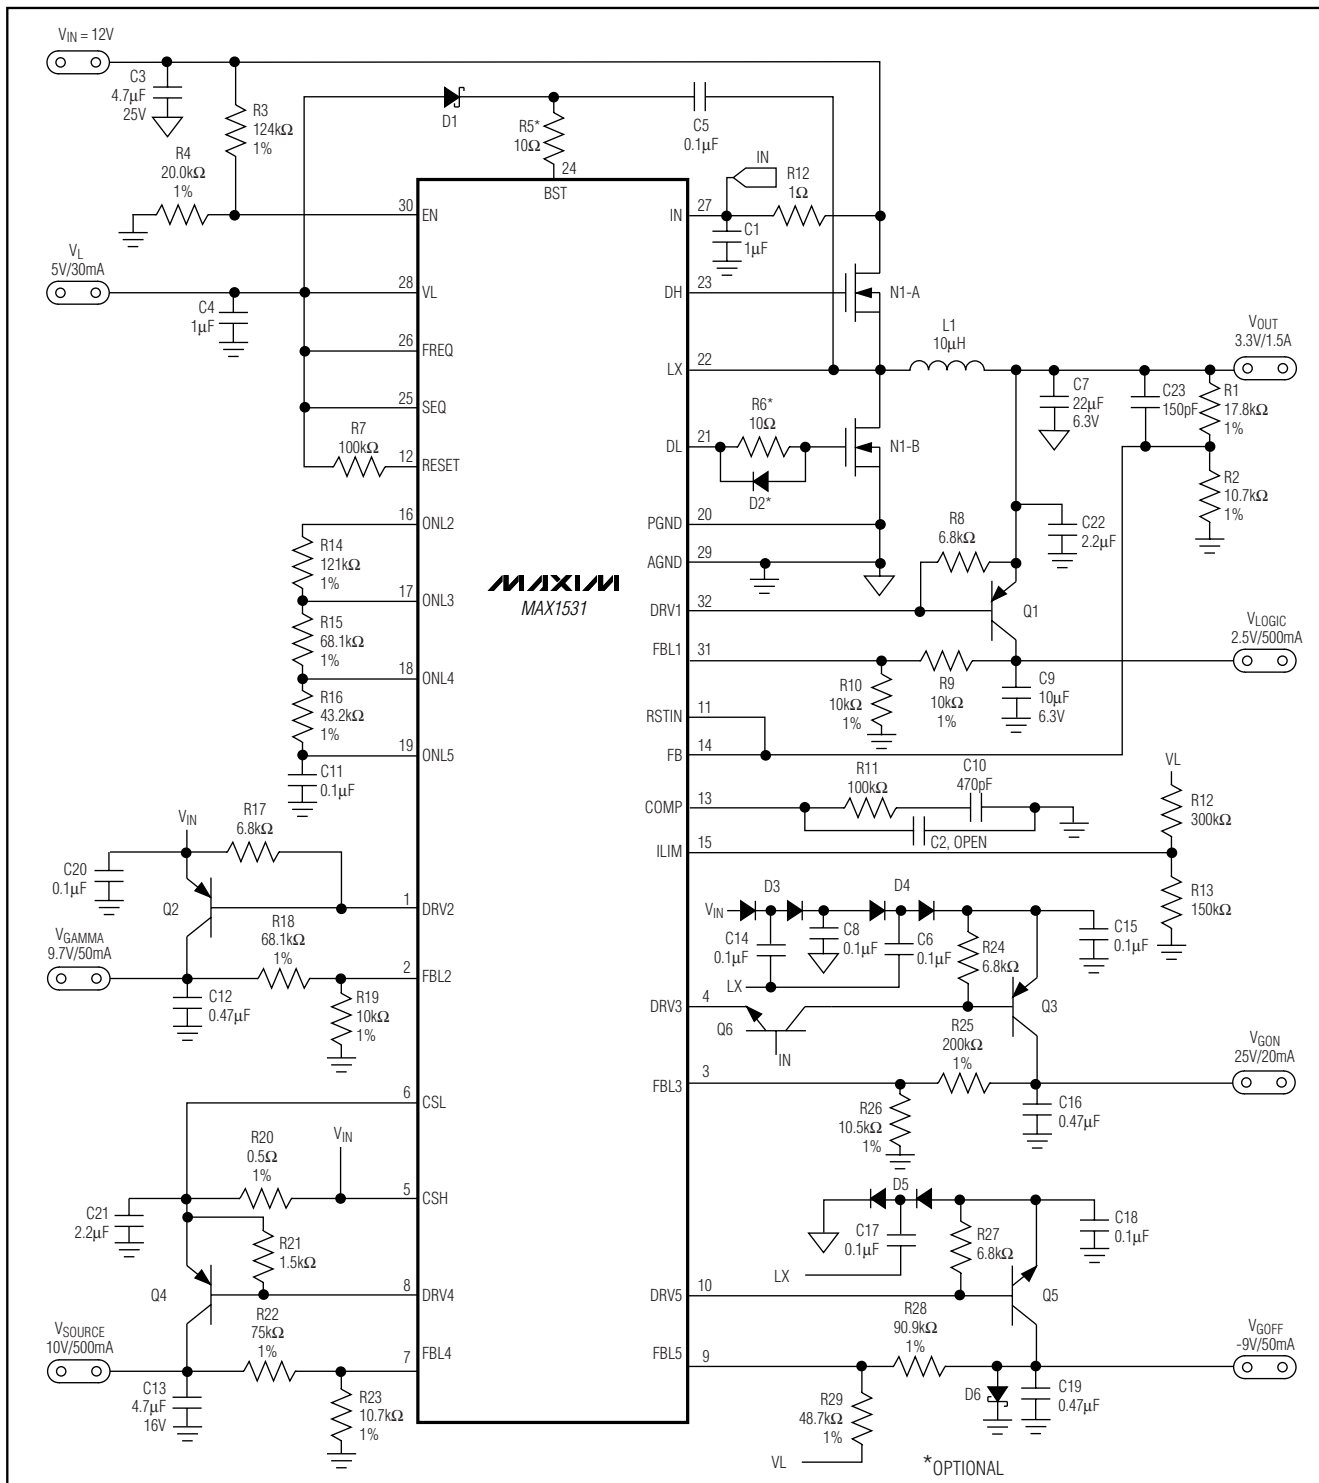 VIN = 12V
C3
4.7µF
25V
R3
124kΩ
1%
R4
20.0kΩ
1%
D1
R5*
10Ω
C5
0.1µF
24
BST
IN
R12
1Ω
30
EN
IN
27
C1
1µF
VL
5V/30mA
28
VL
C4
1µF
DH
23
N1-A
26
FREQ
LX
22
L1
10µH
VOUT
3.3V/1.5A
25
SEQ
C7
22µF
6.3V
C23
150pF
R1
17.8kΩ
1%
R7
100kΩ
12
RESET
DL
21
R6*
10Ω
D2*
N1-B
R2
10.7kΩ
1%
16
ONL2
PGND
20
R8
6.8kΩ
C22
2.2µF
R14
121kΩ
1%
AGND
29
MAXIM
MAX1531
17
ONL3
DRV1
32
Q1
VLOGIC
2.5V/500mA
R15
68.1kΩ
1%
FBL1
31
R10
10kΩ
1%
R9
10kΩ
1%
C9
10µF
6.3V
18
ONL4
R16
43.2kΩ
1%
RSTIN
11
FB
14
19
ONL5
C11
0.1µF
R11
100kΩ
C10
470pF
VL
COMP
13
C2, OPEN
R12
300kΩ
VIN
R17
6.8kΩ
ILIM
15
C20
0.1µF
R13
150kΩ
Q2
1
DRV2
D3
D4
VIN
C14
0.1µF
C8
0.1µF
C6
0.1µF
R24
6.8kΩ
C15
0.1µF
VGAMMA
9.7V/50mA
R18
68.1kΩ
1%
2
FBL2
LX
C12
0.47µF
R19
10kΩ
1%
DRV3
4
Q6
IN
Q3
R25
200kΩ
1%
VGON
25V/20mA
FBL3
3
6
CSL
R26
10.5kΩ
1%
C16
0.47µF
R20
0.5Ω
1%
VIN
5
CSH
D5
C21
2.2µF
R21
1.5kΩ
C17
0.1µF
R27
6.8kΩ
C18
0.1µF
LX
Q4
8
DRV4
DRV5
10
Q5
VSOURCE
10V/500mA
R22
75kΩ
1%
R28
90.9kΩ
1%
VGOFF
-9V/50mA
7
FBL4
FBL5
9
C13
4.7µF
16V
R23
10.7kΩ
1%
R29
48.7kΩ
1%
D6
C19
0.47µF
VL
*OPTIONAL